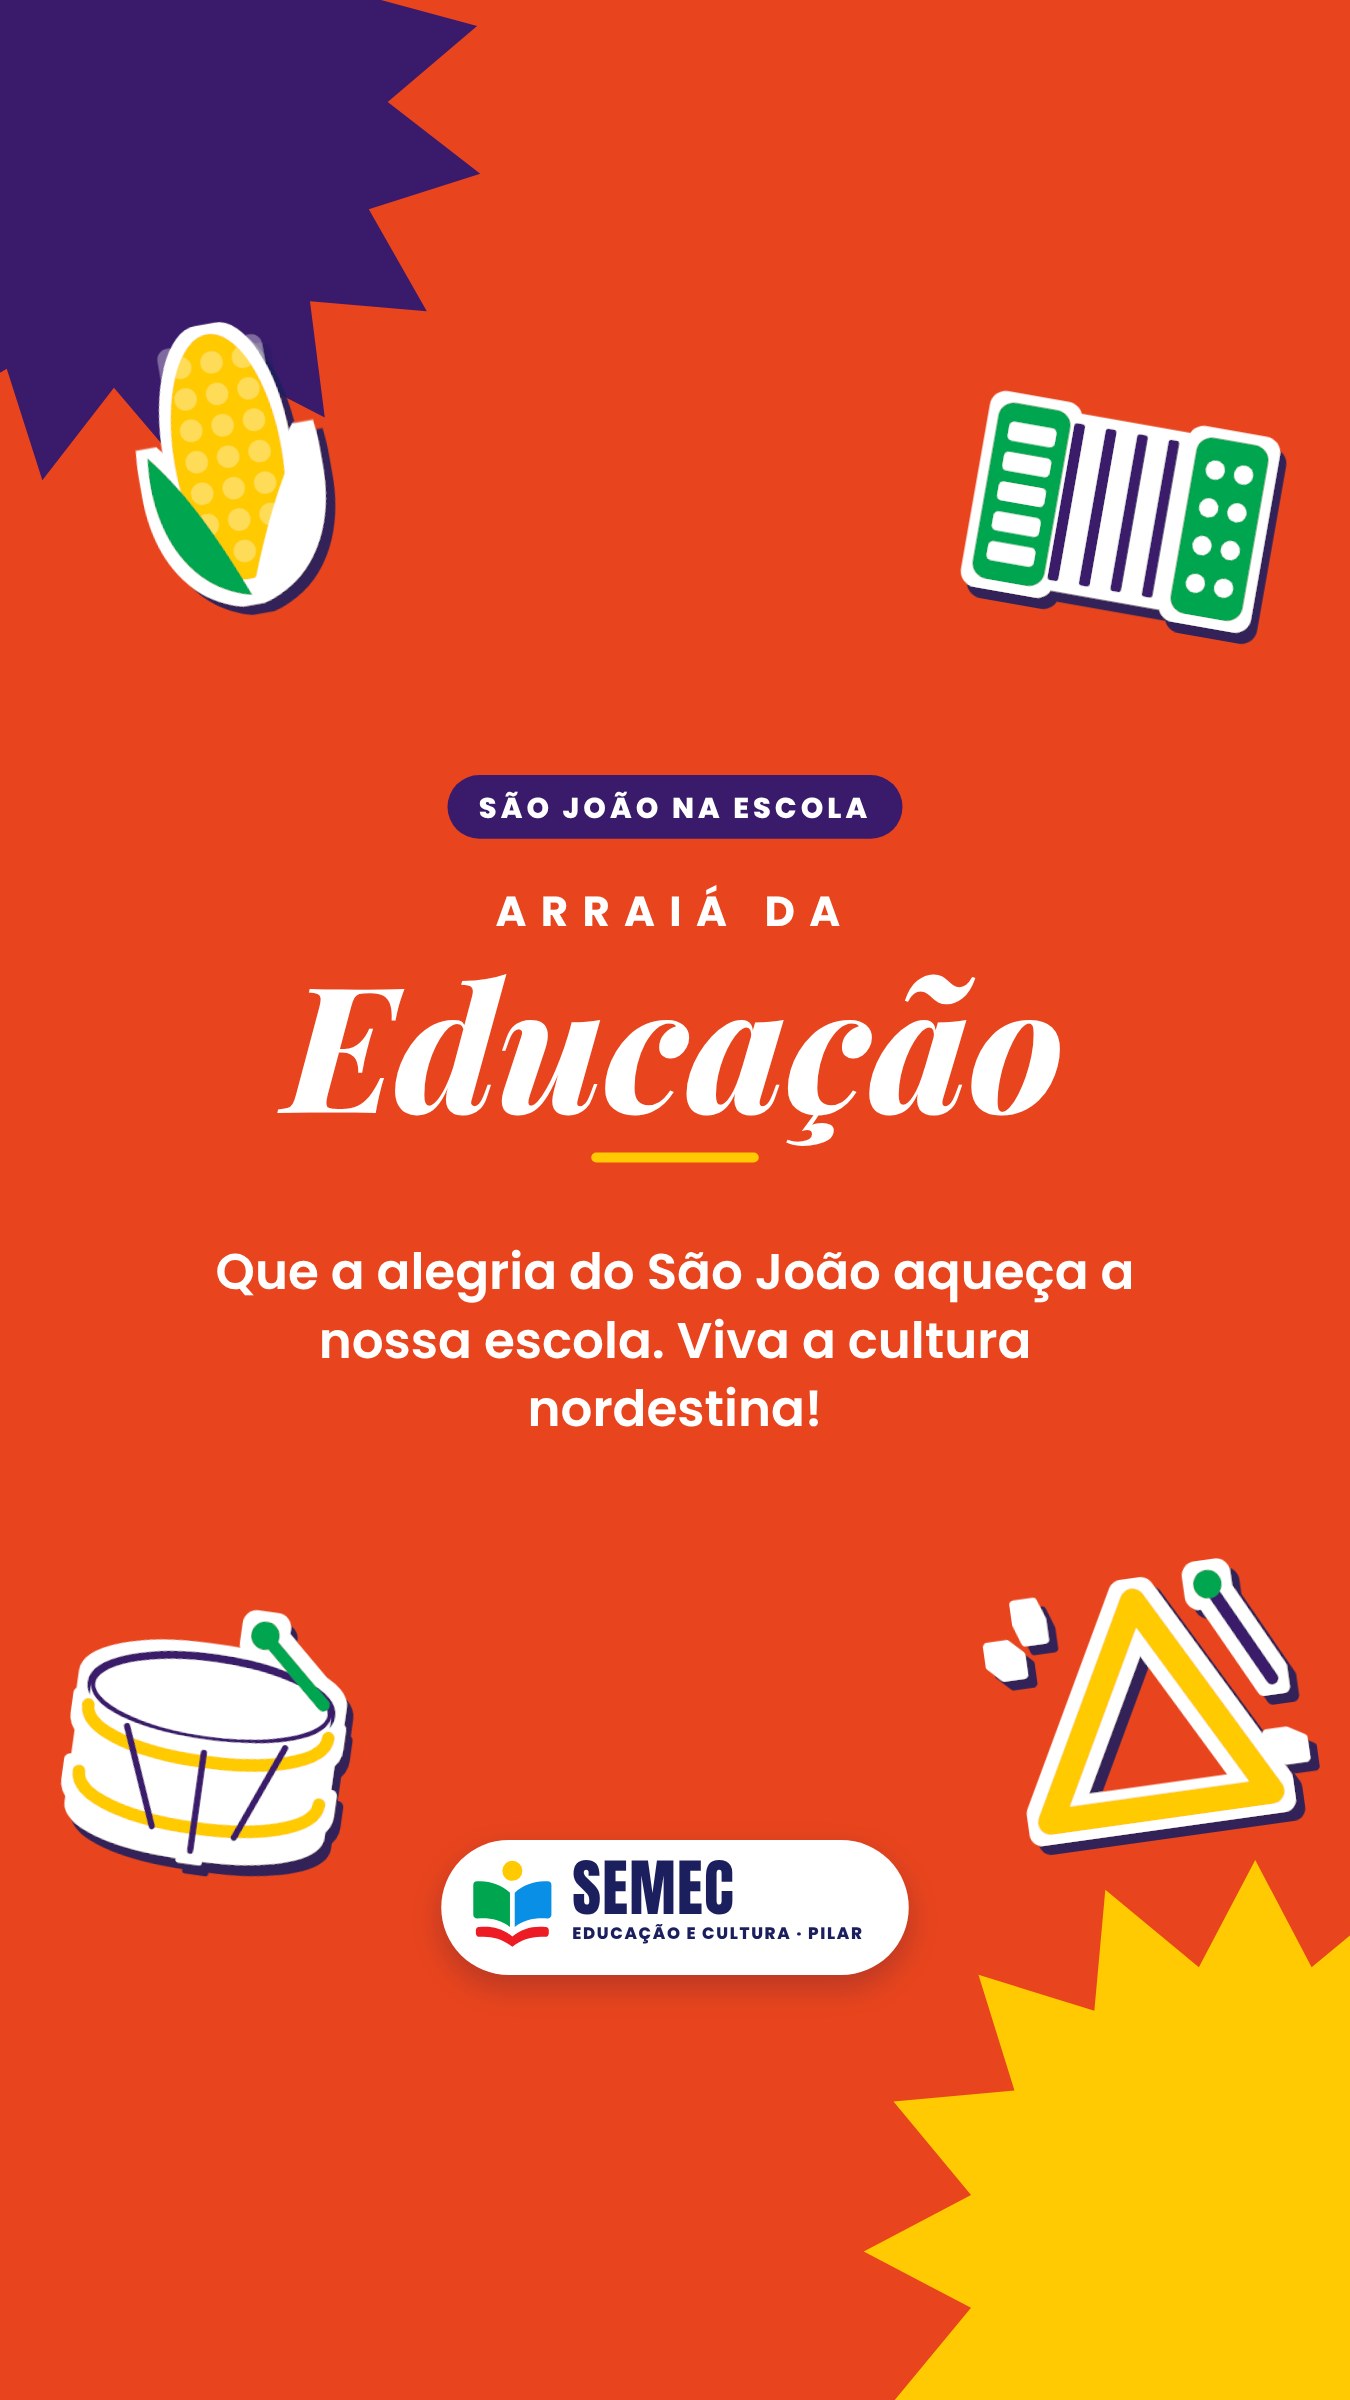 SÃO JOÃO NA ESCOLA
ARRAIÁ DA
Educação
Que a alegria do São João aqueça a
nossa escola. Viva a cultura
nordestina!
SEMEC
EDUCAÇÃO E CULTURA · PILAR